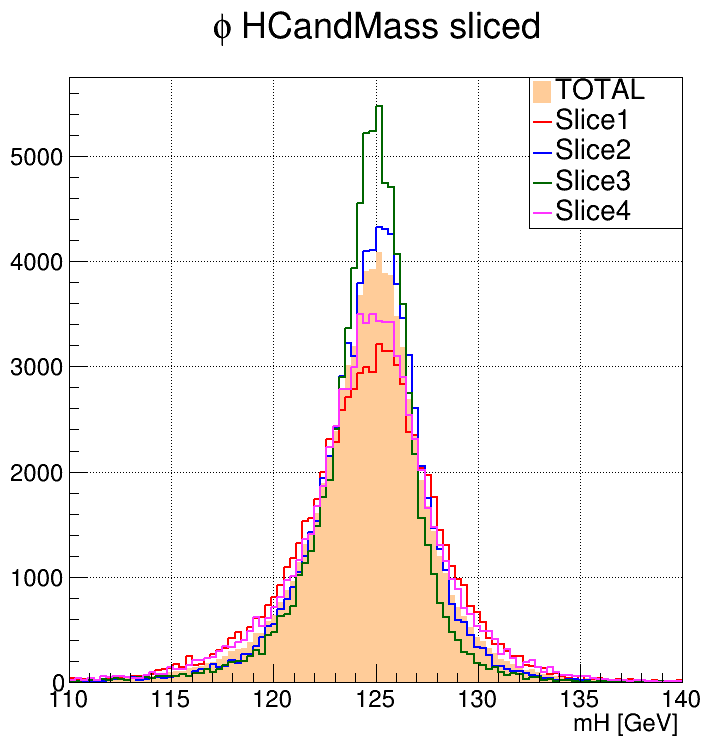 ϕ HCandMass sliced
TOTAL
Slice1
Slice2
Slice3
Slice4
5000
4000
3000
2000
1000
0
110 115 120 125 130 135 140
mH [GeV]